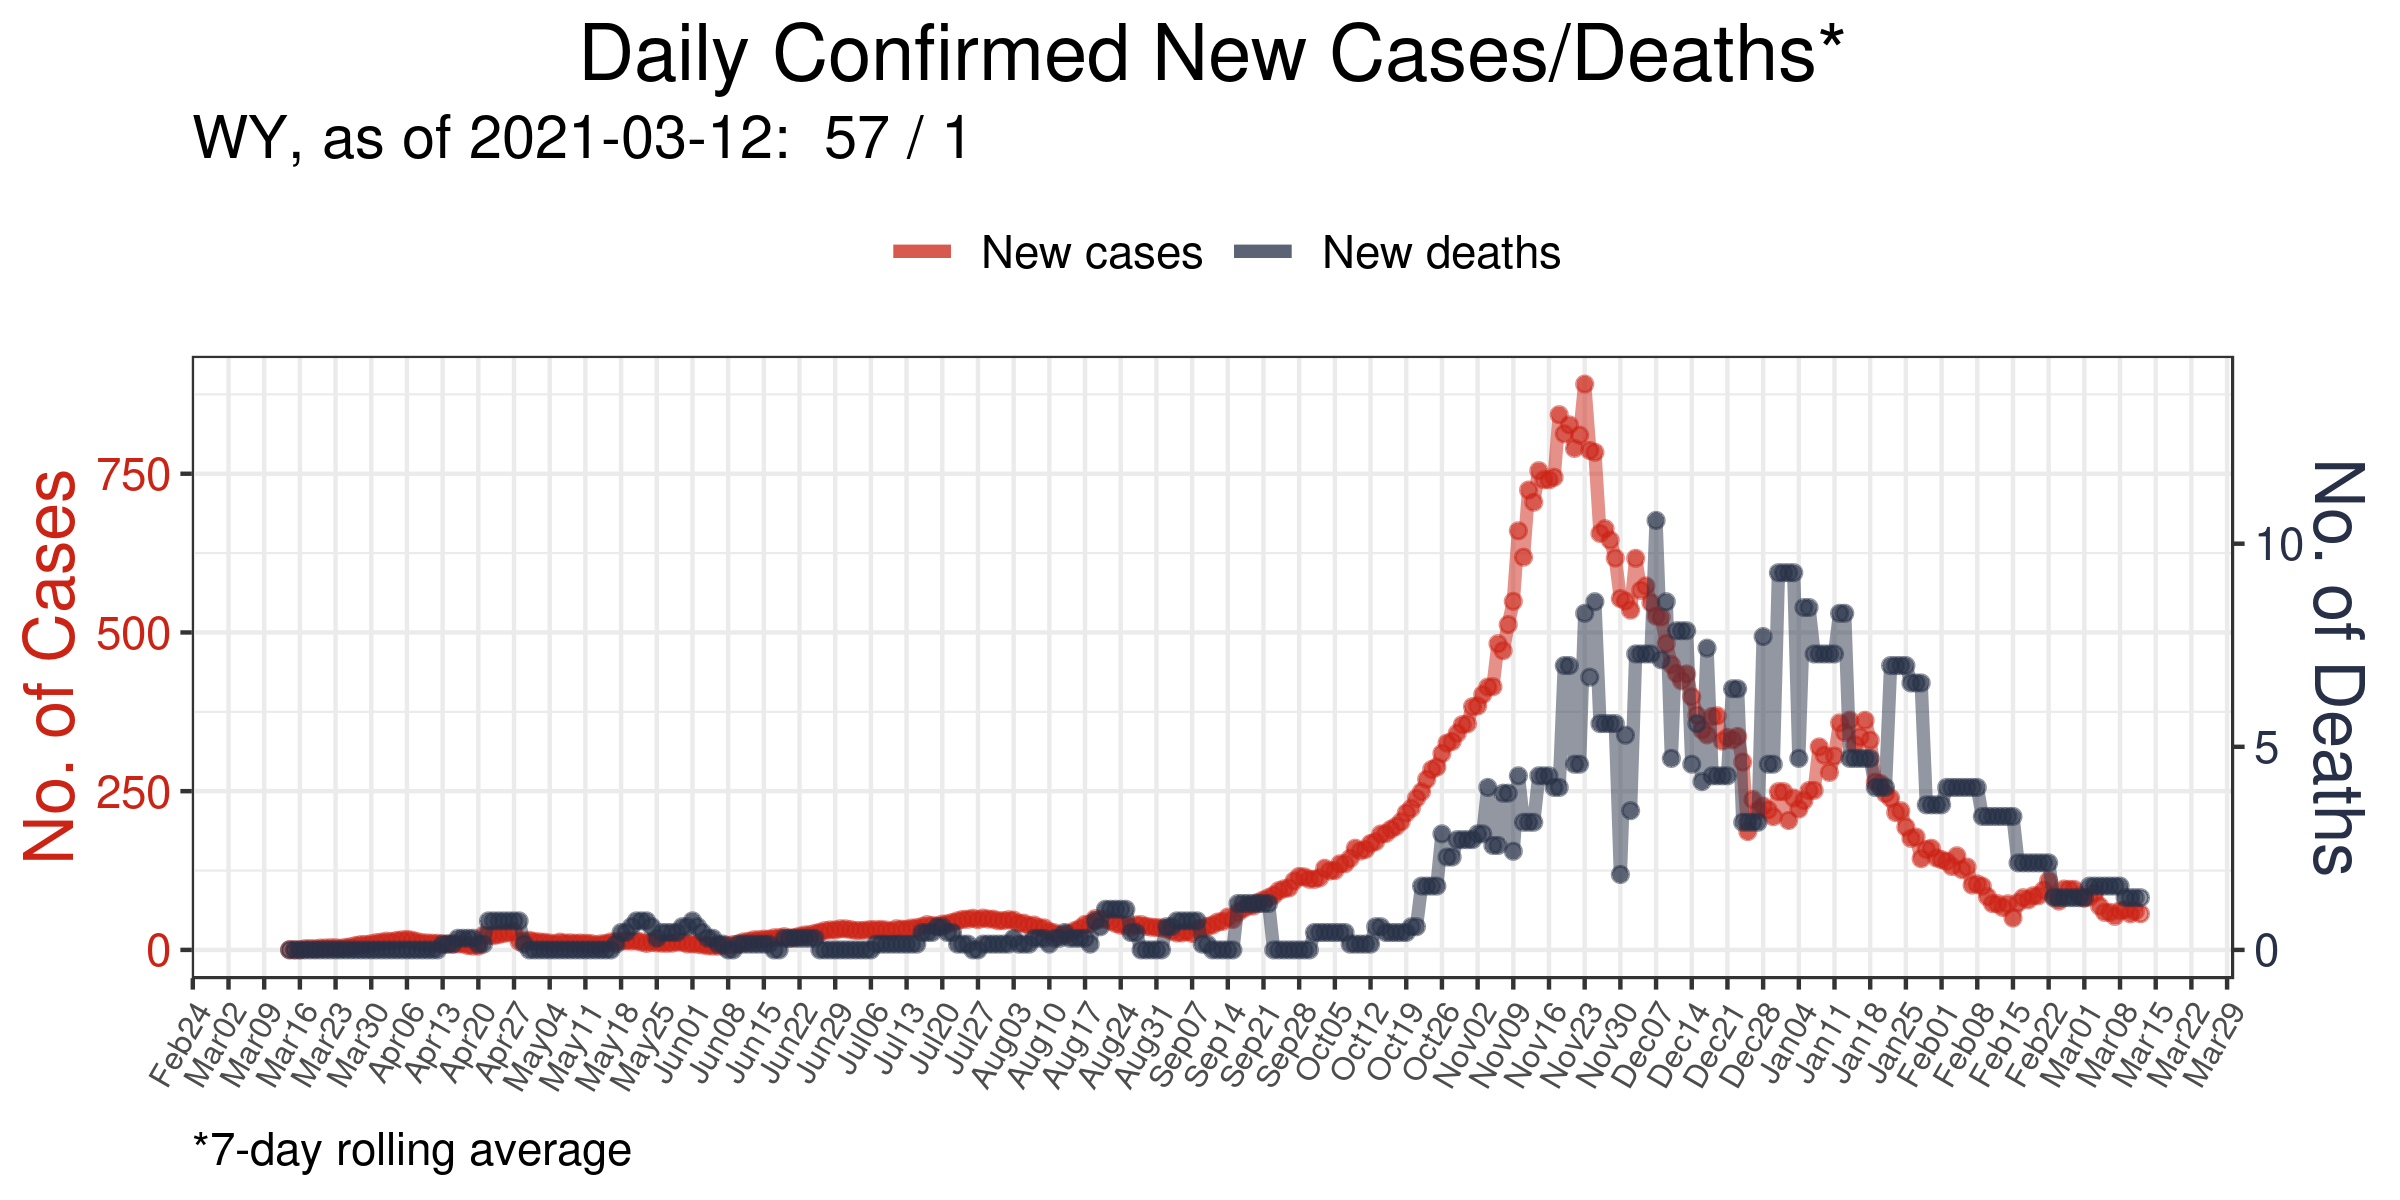 Daily Confirmed New Cases/Deaths*
WY, as of 2021-03-12:  57 / 1
New cases
New deaths
No. of Cases
750
500
250
0
10
5
0
No. of Deaths
Feb24
Mar02
Mar09
Mar16
Mar23
Mar30
Apr06
Apr13
Apr20
Apr27
May04
May11
May18
May25
Jun01
Jun08
Jun15
Jun22
Jun29
Jul06
Jul13
Jul20
Jul27
Aug03
Aug10
Aug17
Aug24
Aug31
Sep07
Sep14
Sep21
Sep28
Oct05
Oct12
Oct19
Oct26
Nov02
Nov09
Nov16
Nov23
Nov30
Dec07
Dec14
Dec21
Dec28
Jan04
Jan11
Jan18
Jan25
Feb01
Feb08
Feb15
Feb22
Mar01
Mar08
Mar15
Mar22
Mar29
*7-day rolling average